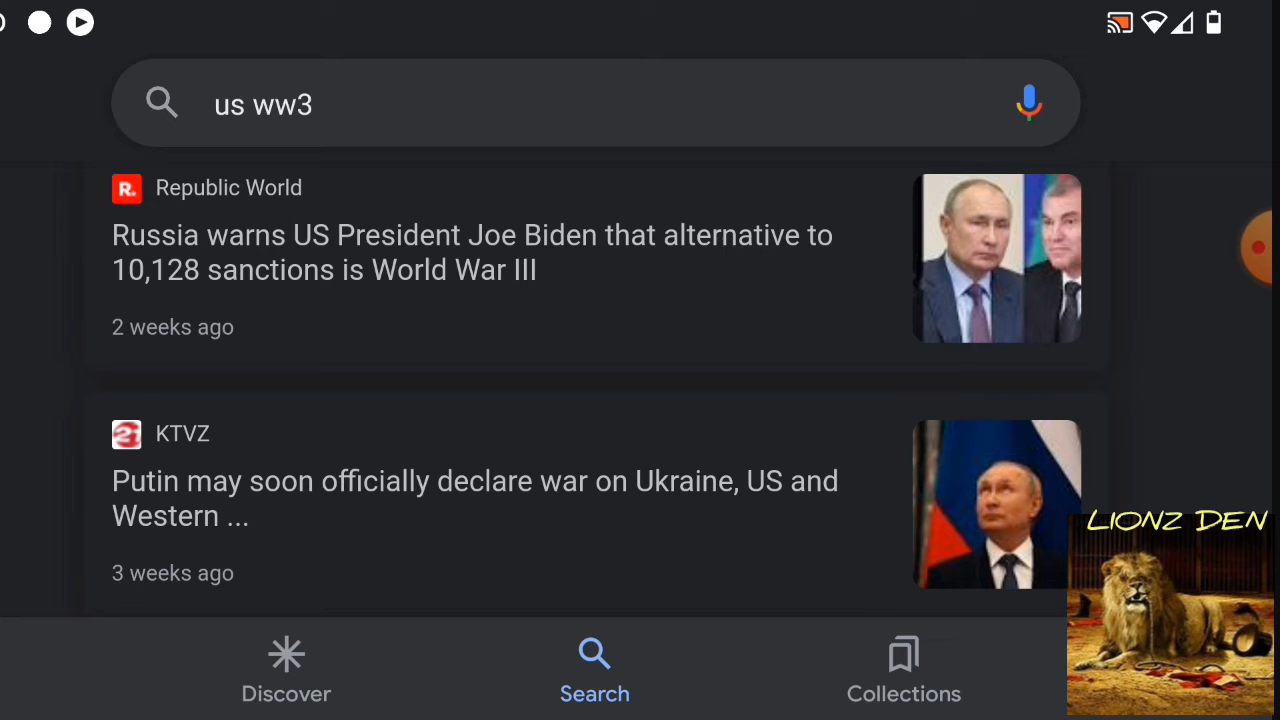 us ww3
R. Republic World
Russia warns US President Joe Biden that alternative to
10,128 sanctions is World War III
2 weeks ago
21 KTVZ
Putin may soon officially declare war on Ukraine, US and
Western ...
3 weeks ago
LIONZ DEN
Discover
Search
Collections